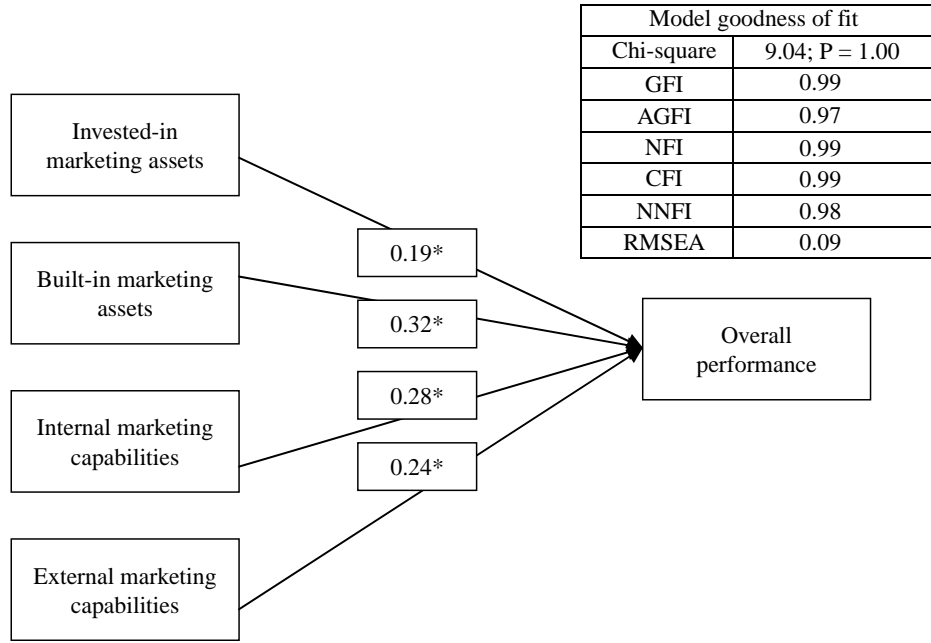 Model goodness of fit
Chi-square 9.04; P = 1.00
GFI 0.99
AGFI 0.97
NFI 0.99
CFI 0.99
NNFI 0.98
RMSEA 0.09
Invested-in
marketing assets
Built-in marketing
assets
Internal marketing
capabilities
External marketing
capabilities
0.19*
0.32*
0.28*
0.24*
Overall
performance